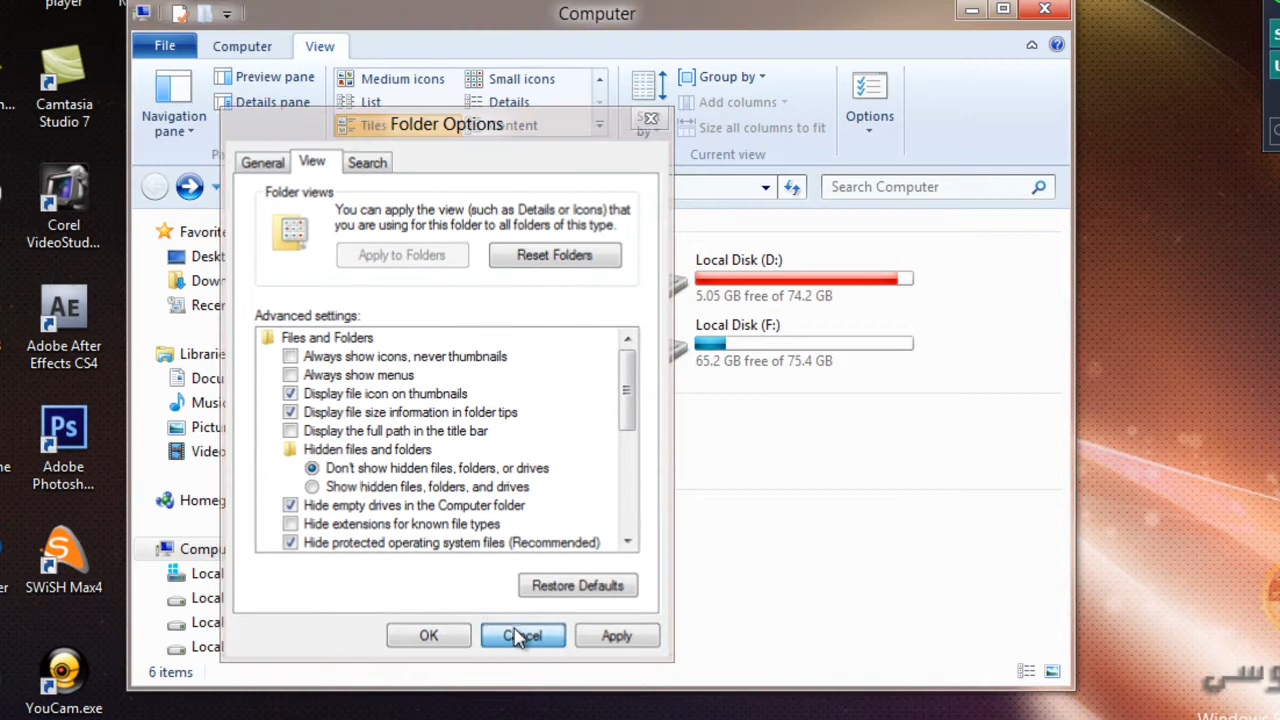 player
Computer
File
Computer
View
Preview pane
Details pane
Navigation
pane
Medium icons
Small icons
List
Details
Tiles
Group by
Add columns
Size all columns to fit
Current view
Options
Folder Options
General
View
Search
Search Computer
Folder views
You can apply the view (such as Details or Icons) that
you are using for this folder to all folders of this type.
Apply to Folders
Reset Folders
Advanced settings:
Files and Folders
Always show icons, never thumbnails
Always show menus
Display file icon on thumbnails
Display file size information in folder tips
Display the full path in the title bar
Hidden files and folders
Don't show hidden files, folders, or drives
Show hidden files, folders, and drives
Hide empty drives in the Computer folder
Hide extensions for known file types
Hide protected operating system files (Recommended)
Restore Defaults
OK
Cancel
Apply
Favorite
Deskt
Down
Recen
Librarie
Docu
Music
Pictu
Video
Homeg
Compu
Local
Local
Local
Local
Local Disk (D:)
5.05 GB free of 74.2 GB
Local Disk (F:)
65.2 GB free of 75.4 GB
6 items
Camtasia
Studio 7
Corel
VideoStud...
AE
Adobe After
Effects CS4
Ps
Adobe
Photosh...
SWiSH Max4
YouCam.exe